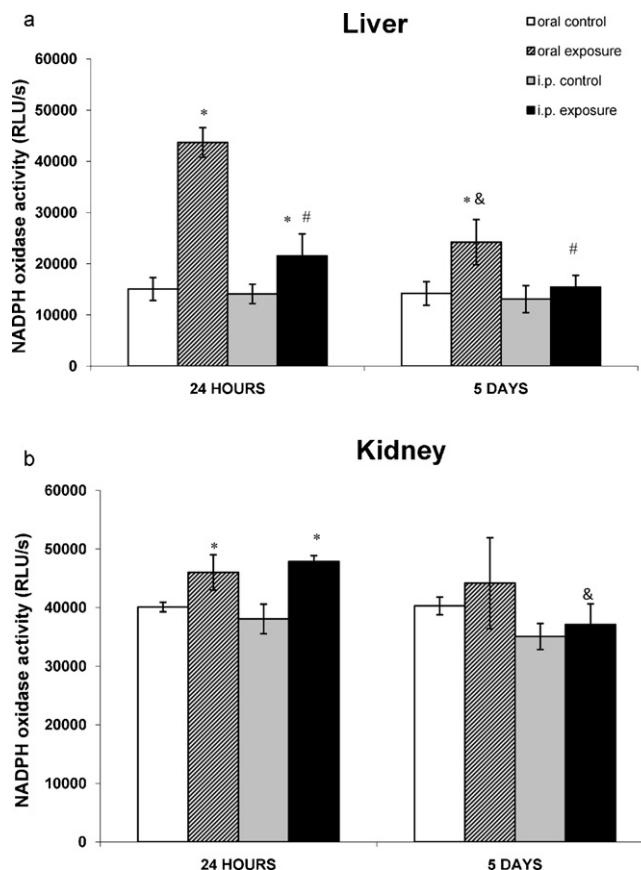 a
Liver
oral control
oral exposure
i.p. control
i.p. exposure
NADPH oxidase activity (RLU/s)
60000
50000
40000
30000
20000
10000
0
*
* #
* &
#
24 HOURS
5 DAYS
b
Kidney
NADPH oxidase activity (RLU/s)
60000
50000
40000
30000
20000
10000
0
*
*
&
24 HOURS
5 DAYS